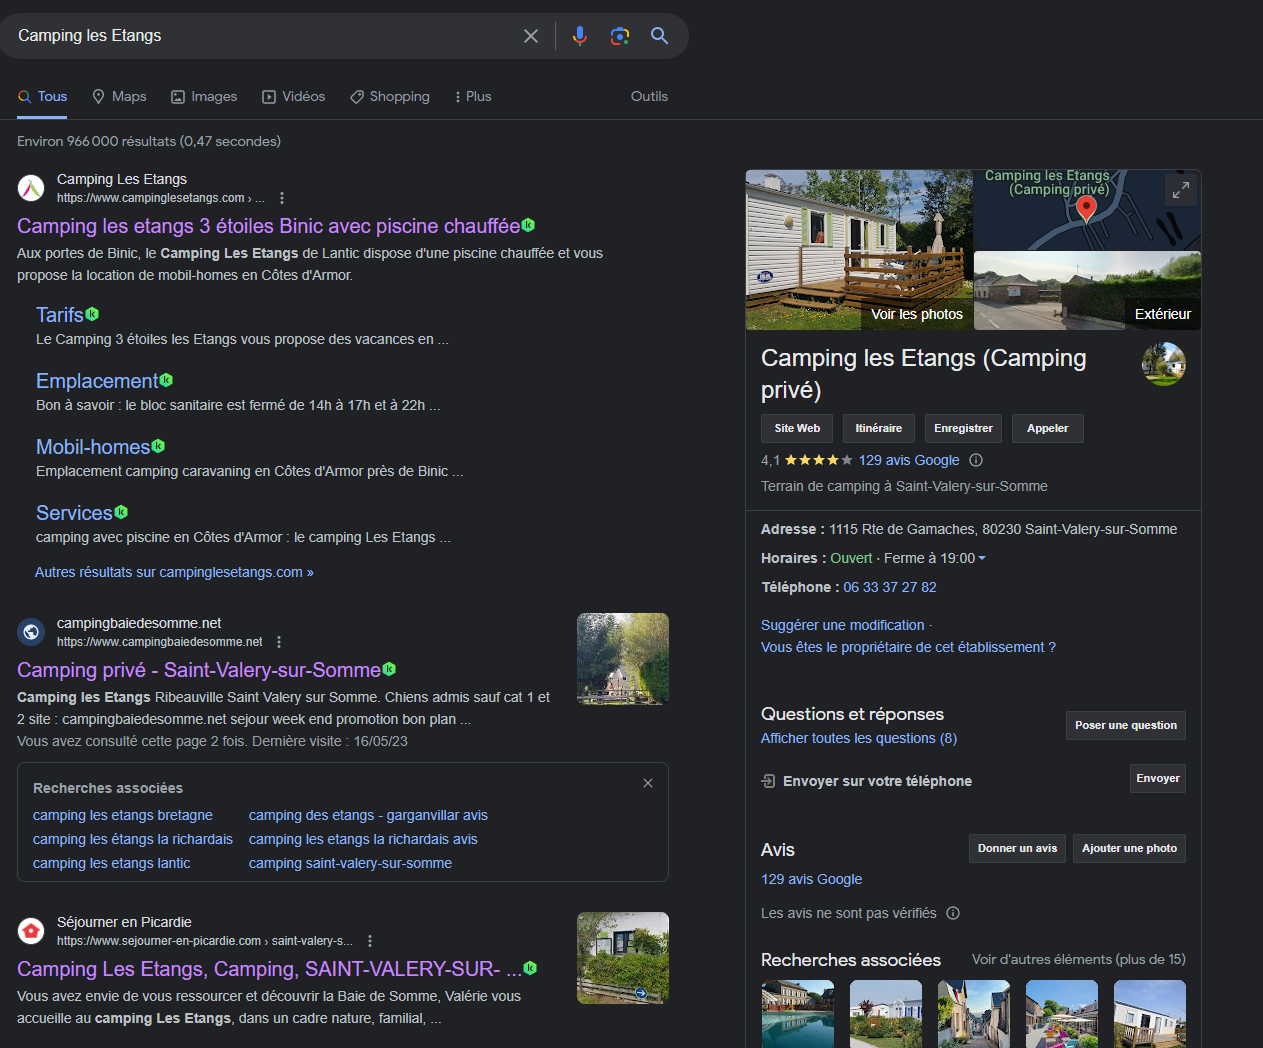 Camping les Etangs
Tous
Maps
Images
Vidéos
Shopping
Plus
Outils
Environ 966 000 résultats (0,47 secondes)
Camping Les Etangs
https://www.campinglesetangs.com › ...
Camping les etangs 3 étoiles Binic avec piscine chauffée
Aux portes de Binic, le Camping Les Etangs de Lantic dispose d'une piscine chauffée et vous
propose la location de mobil-homes en Côtes d'Armor.
Tarifs
Le Camping 3 étoiles les Etangs vous propose des vacances en ...
Emplacement
Bon à savoir : le bloc sanitaire est fermé de 14h à 17h et à 22h ...
Mobil-homes
Emplacement camping caravaning en Côtes d'Armor près de Binic ...
Services
camping avec piscine en Côtes d'Armor : le camping Les Etangs ...
Autres résultats sur campinglesetangs.com »
campingbaiedesomme.net
https://www.campingbaiedesomme.net
Camping privé - Saint-Valery-sur-Somme
Camping les Etangs Ribeauville Saint Valery sur Somme. Chiens admis sauf cat 1 et
2 site : campingbaiedesomme.net sejour week end promotion bon plan ...
Vous avez consulté cette page 2 fois. Dernière visite : 16/05/23
Recherches associées
camping les etangs bretagne
camping des etangs - garganvillar avis
camping les étangs la richardais
camping les etangs la richardais avis
camping les etangs lantic
camping saint-valery-sur-somme
Séjourner en Picardie
https://www.sejourner-en-picardie.com › saint-valery-s...
Camping Les Etangs, Camping, SAINT-VALERY-SUR- ...
Vous avez envie de vous ressourcer et découvrir la Baie de Somme, Valérie vous
accueille au camping Les Etangs, dans un cadre nature, familial, ...
Camping les Etangs
(Camping privé)
Voir les photos
Extérieur
Camping les Etangs (Camping
privé)
Site Web
Itinéraire
Enregistrer
Appeler
4,1 129 avis Google
Terrain de camping à Saint-Valery-sur-Somme
Adresse : 1115 Rte de Gamaches, 80230 Saint-Valery-sur-Somme
Horaires : Ouvert · Ferme à 19:00
Téléphone : 06 33 37 27 82
Suggérer une modification ·
Vous êtes le propriétaire de cet établissement ?
Questions et réponses
Poser une question
Afficher toutes les questions (8)
Envoyer sur votre téléphone
Envoyer
Avis
Donner un avis
Ajouter une photo
129 avis Google
Les avis ne sont pas vérifiés
Recherches associées
Voir d'autres éléments (plus de 15)